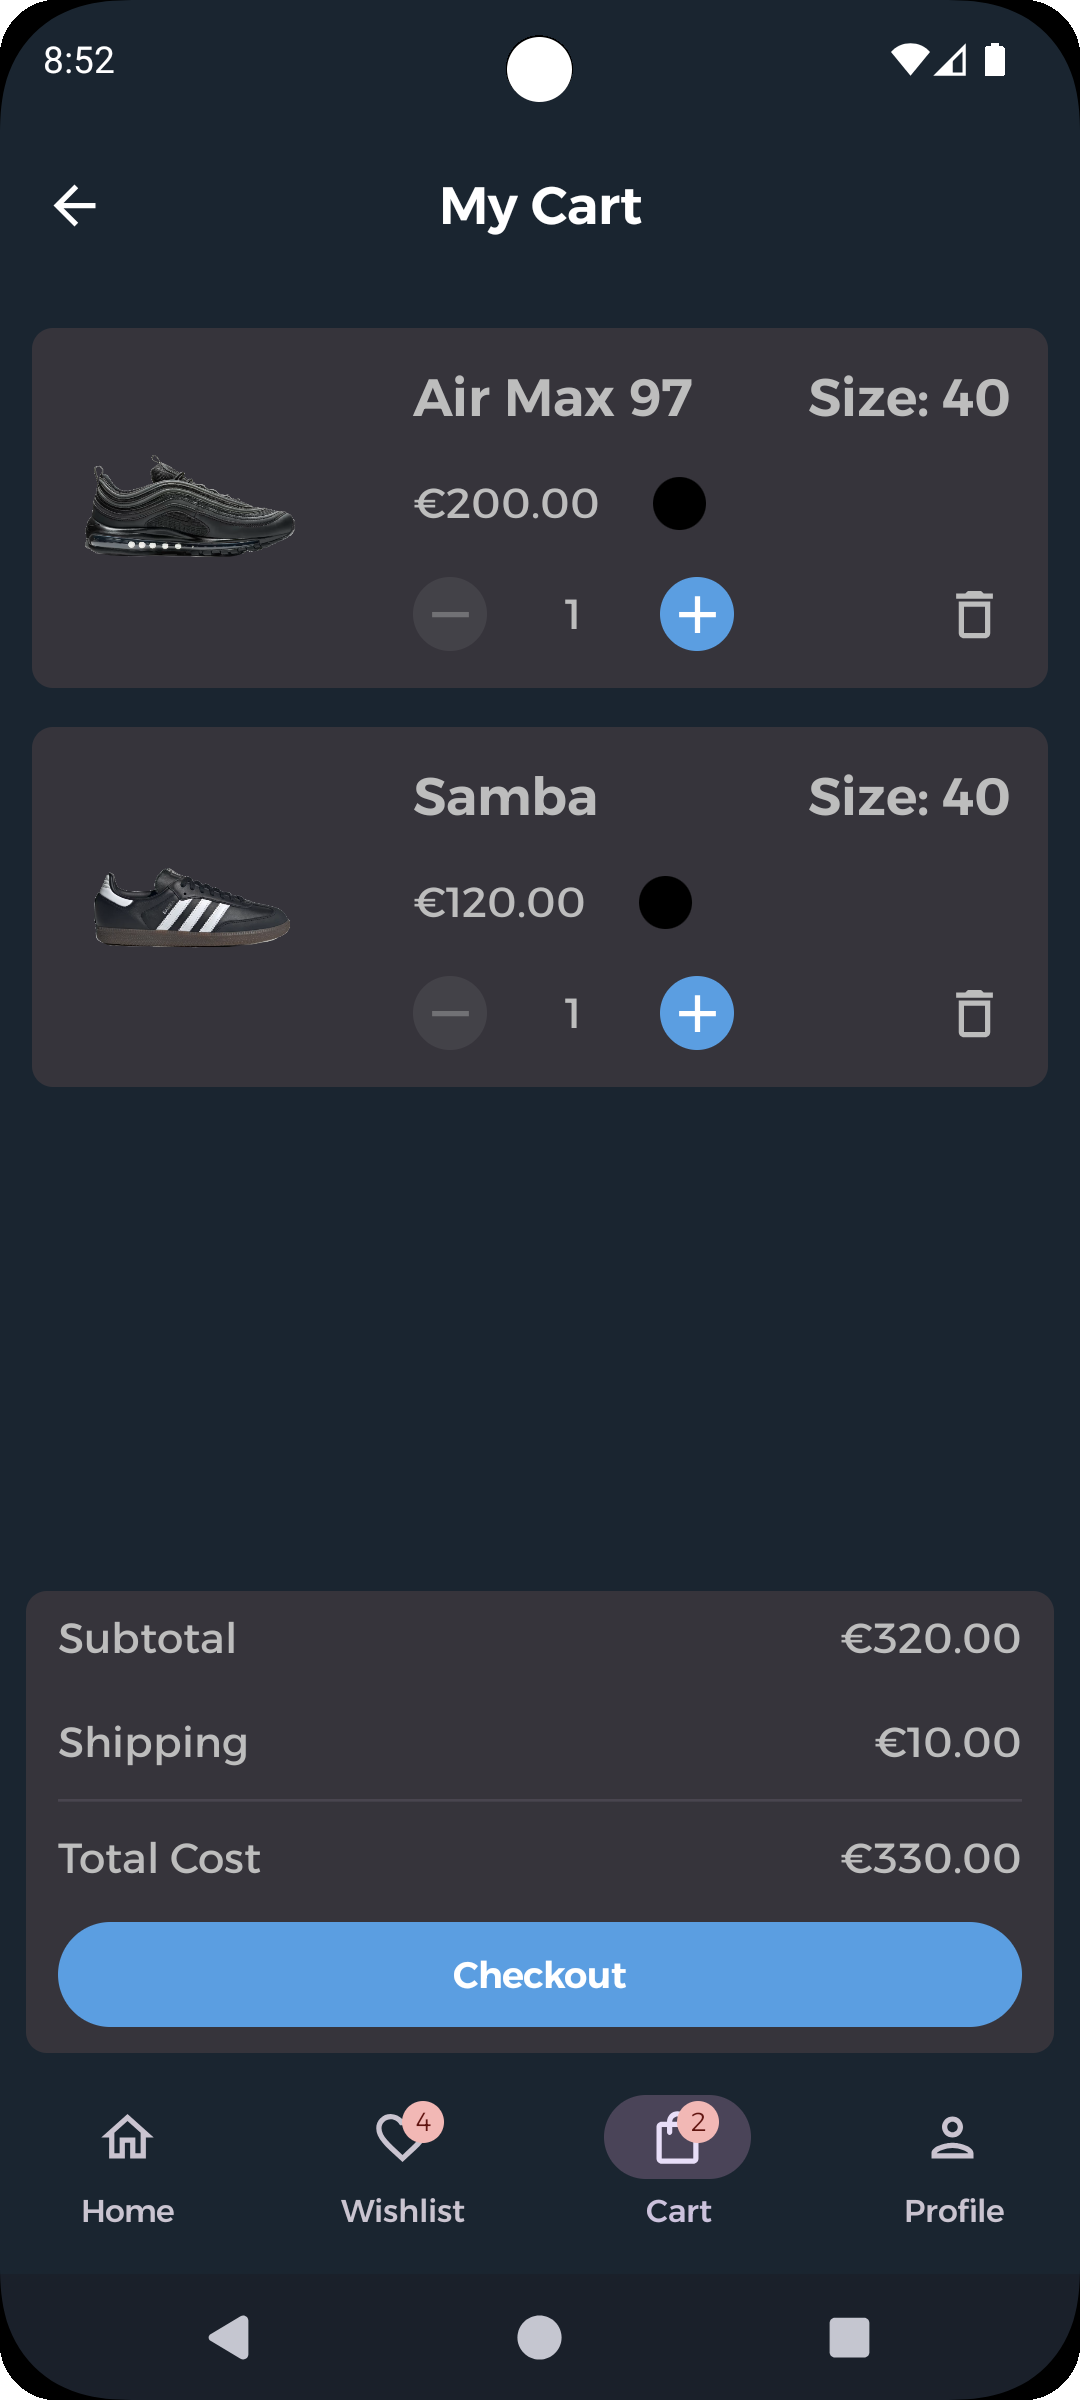 8:52
My Cart
Air Max 97 Size: 40
€200.00
1
Samba Size: 40
€120.00
1
Subtotal €320.00
Shipping €10.00
Total Cost €330.00
Checkout
4 2
Home Wishlist Cart Profile